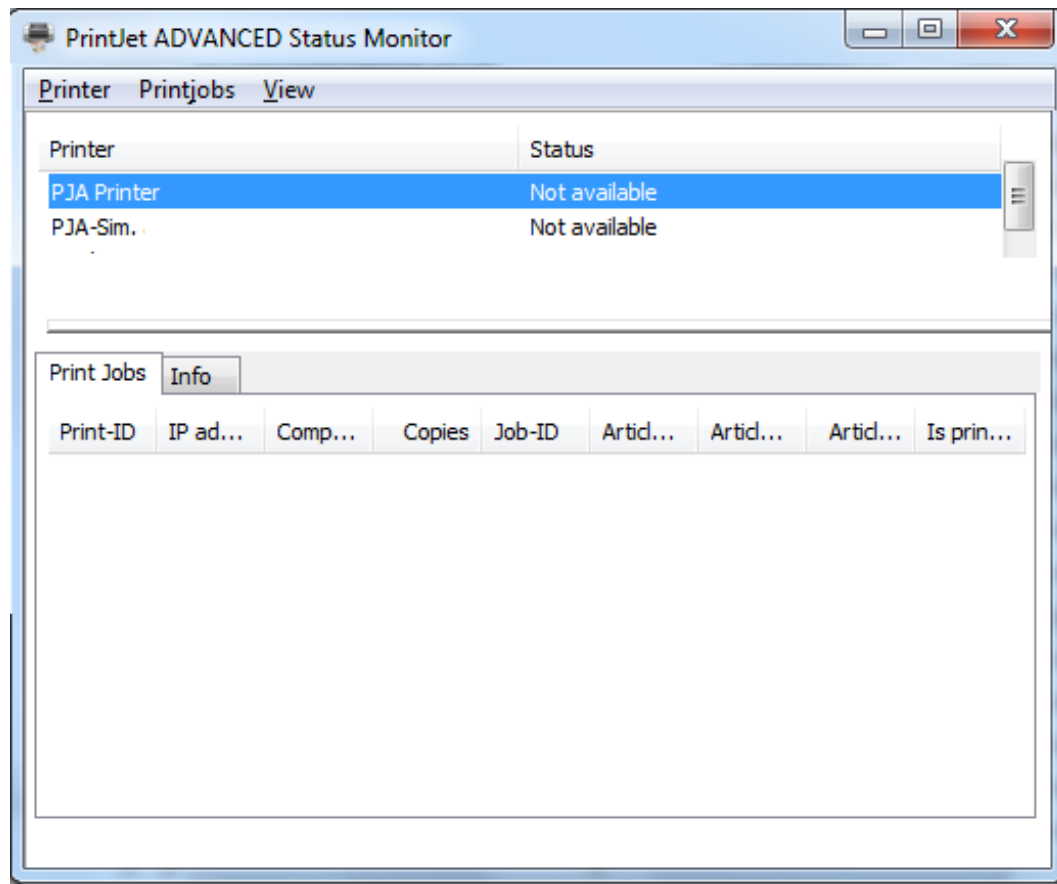 PrintJet ADVANCED Status Monitor
Printer Printjobs View
Printer Status
PJA Printer Not available
PJA-Sim. Not available
Print Jobs Info
Print-ID IP ad... Comp... Copies Job-ID Articl... Articl... Articl... Is prin...